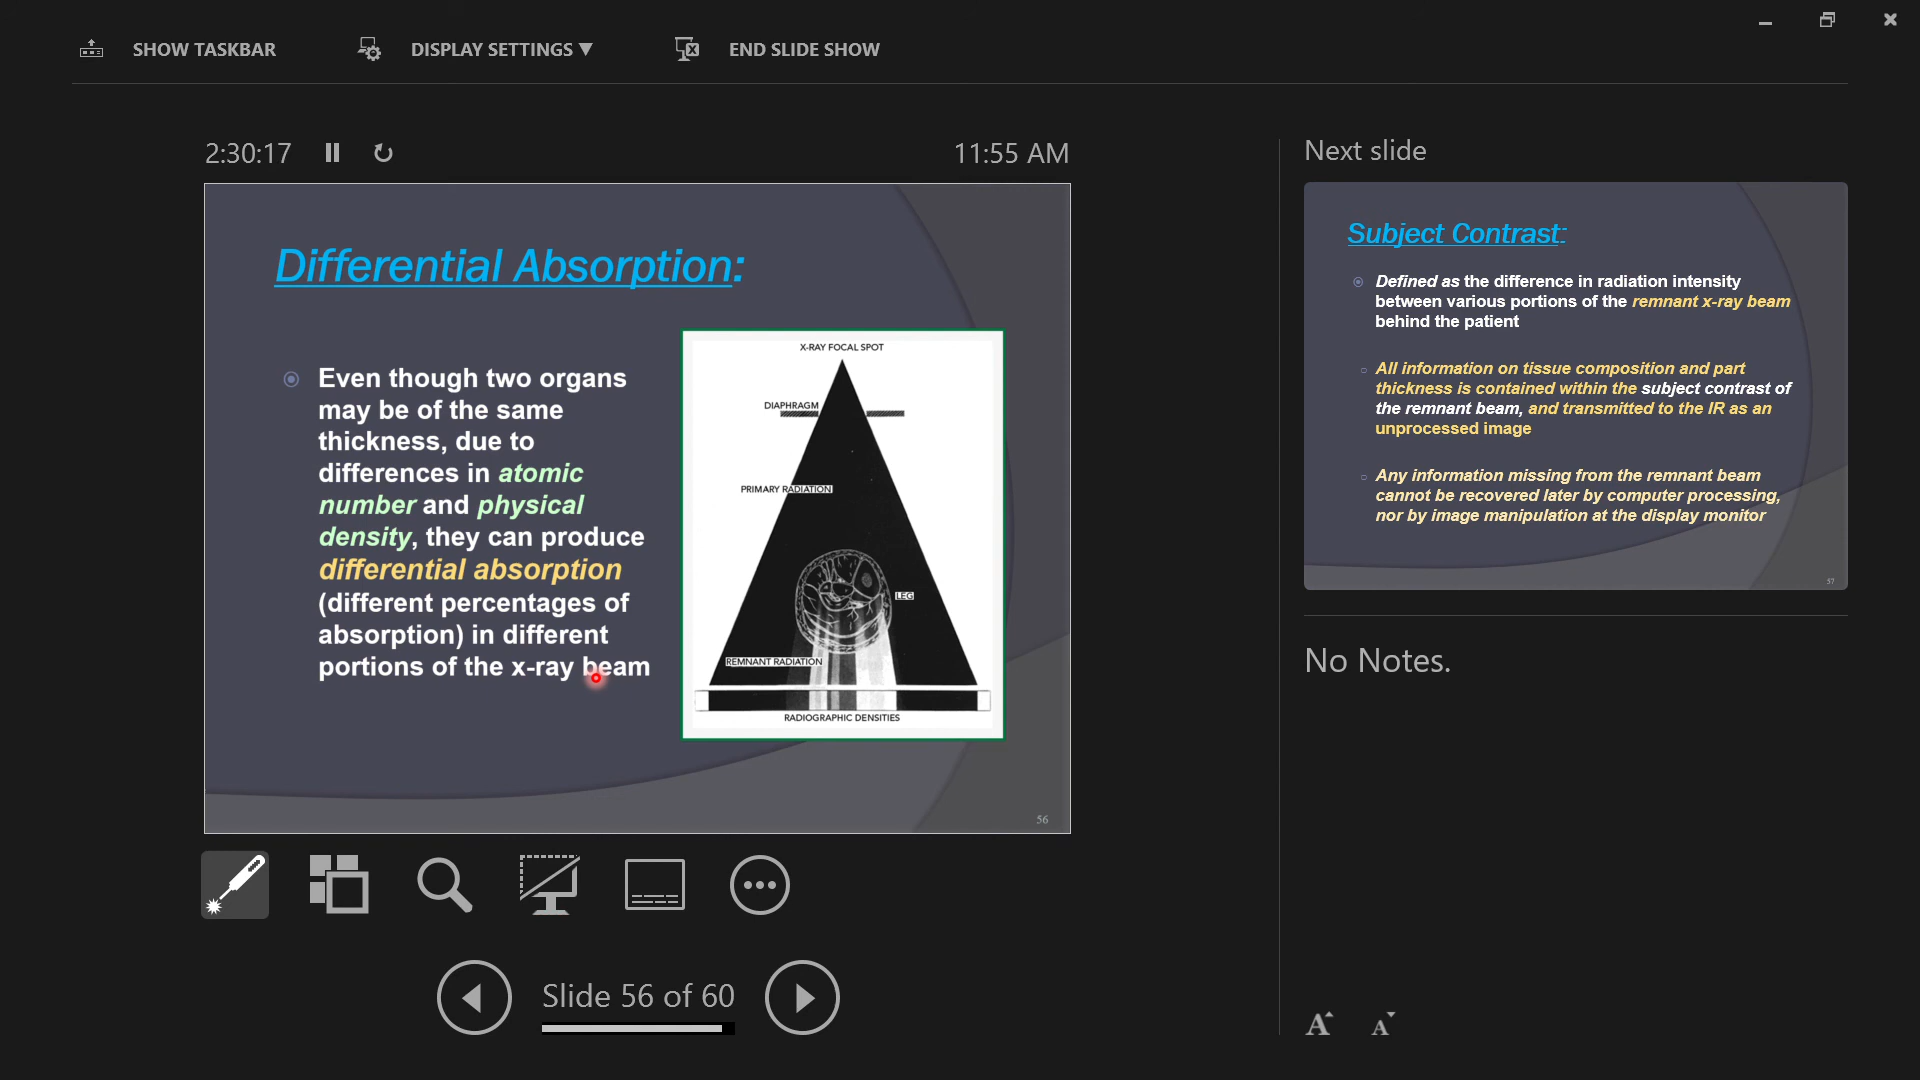 SHOW TASKBAR
DISPLAY SETTINGS ▼
END SLIDE SHOW
2:30:17
11:55 AM
Differential Absorption:
Even though two organs
may be of the same
thickness, due to
differences in atomic
number and physical
density, they can produce
differential absorption
(different percentages of
absorption) in different
portions of the x-ray beam
X-RAY FOCAL SPOT
DIAPHRAGM
PRIMARY RADIATION
LEG
REMNANT RADIATION
RADIOGRAPHIC DENSITIES
56
Slide 56 of 60
Next slide
Subject Contrast:
Defined as the difference in radiation intensity
between various portions of the remnant x-ray beam
behind the patient
All information on tissue composition and part
thickness is contained within the subject contrast of
the remnant beam, and transmitted to the IR as an
unprocessed image
Any information missing from the remnant beam
cannot be recovered later by computer processing,
nor by image manipulation at the display monitor
57
No Notes.
A A